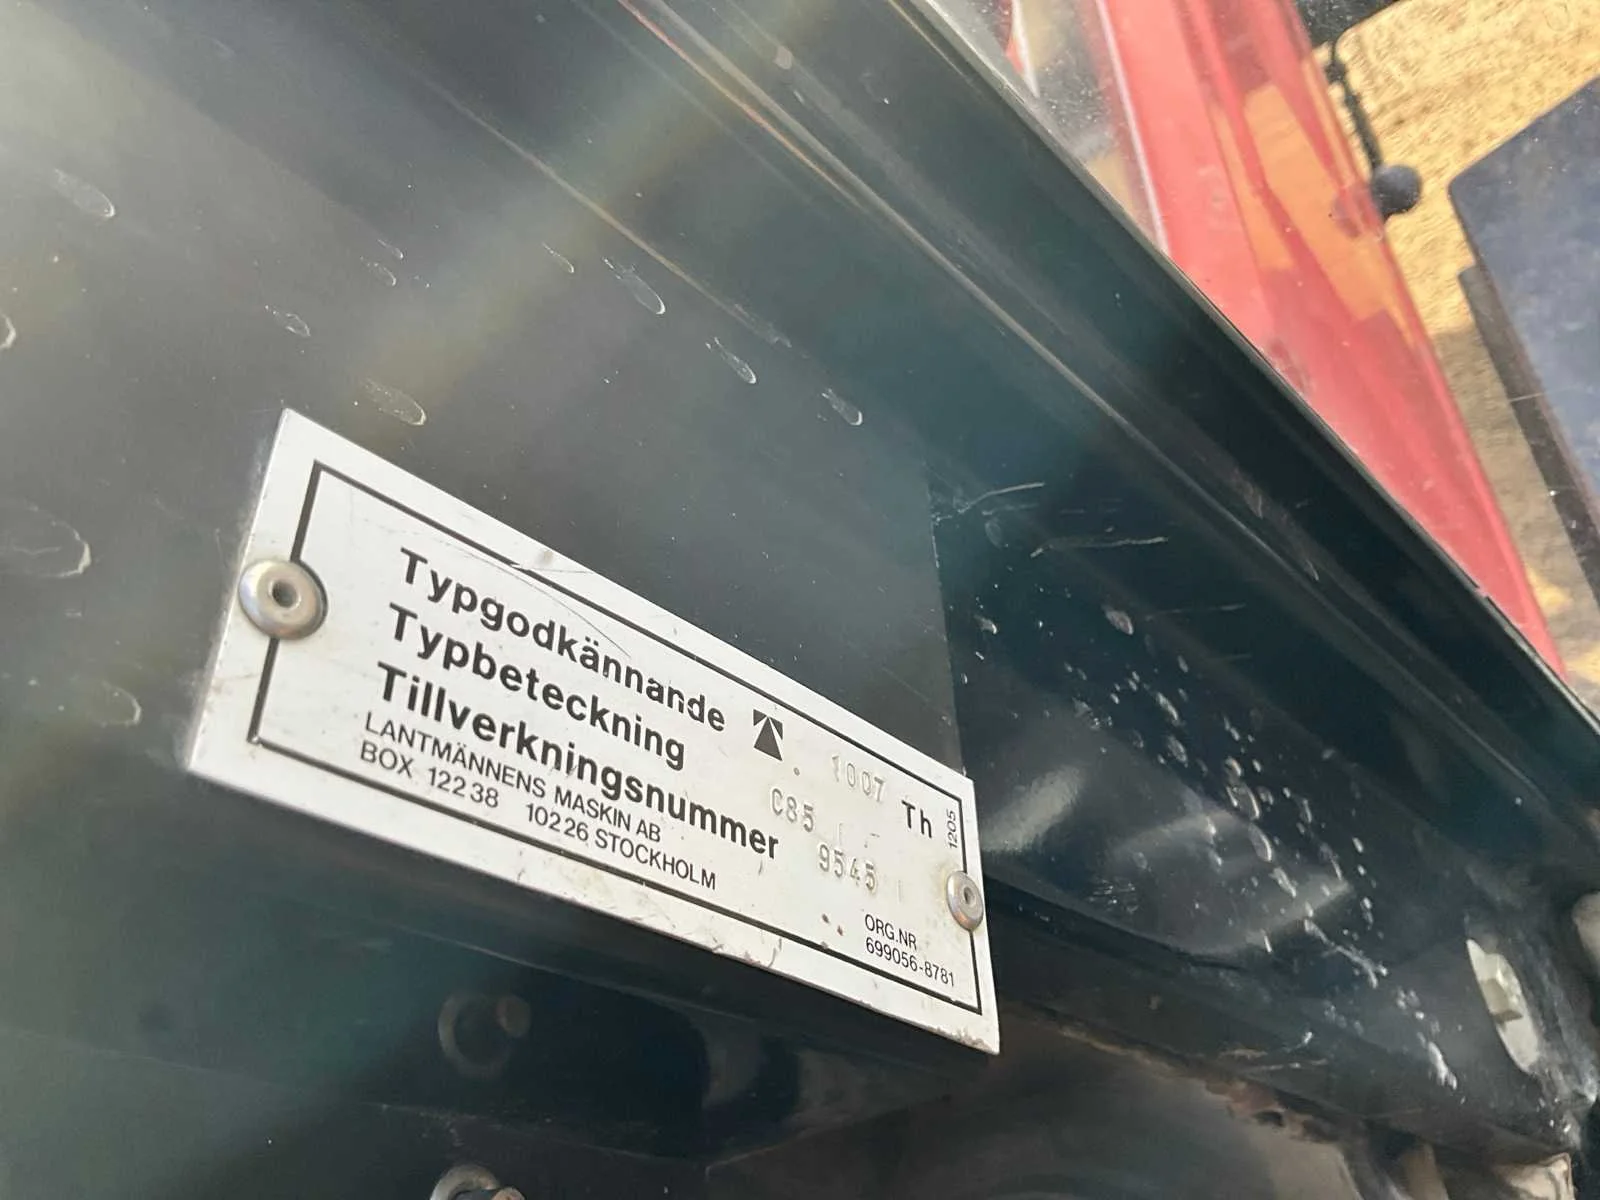 Typgodkännande 1007 Th
Typbeteckning C85
Tillverkningsnummer 9545
LANTMÄNNENS MASKIN AB
BOX 12238 10226 STOCKHOLM
ORG.NR
699056-8781
1205